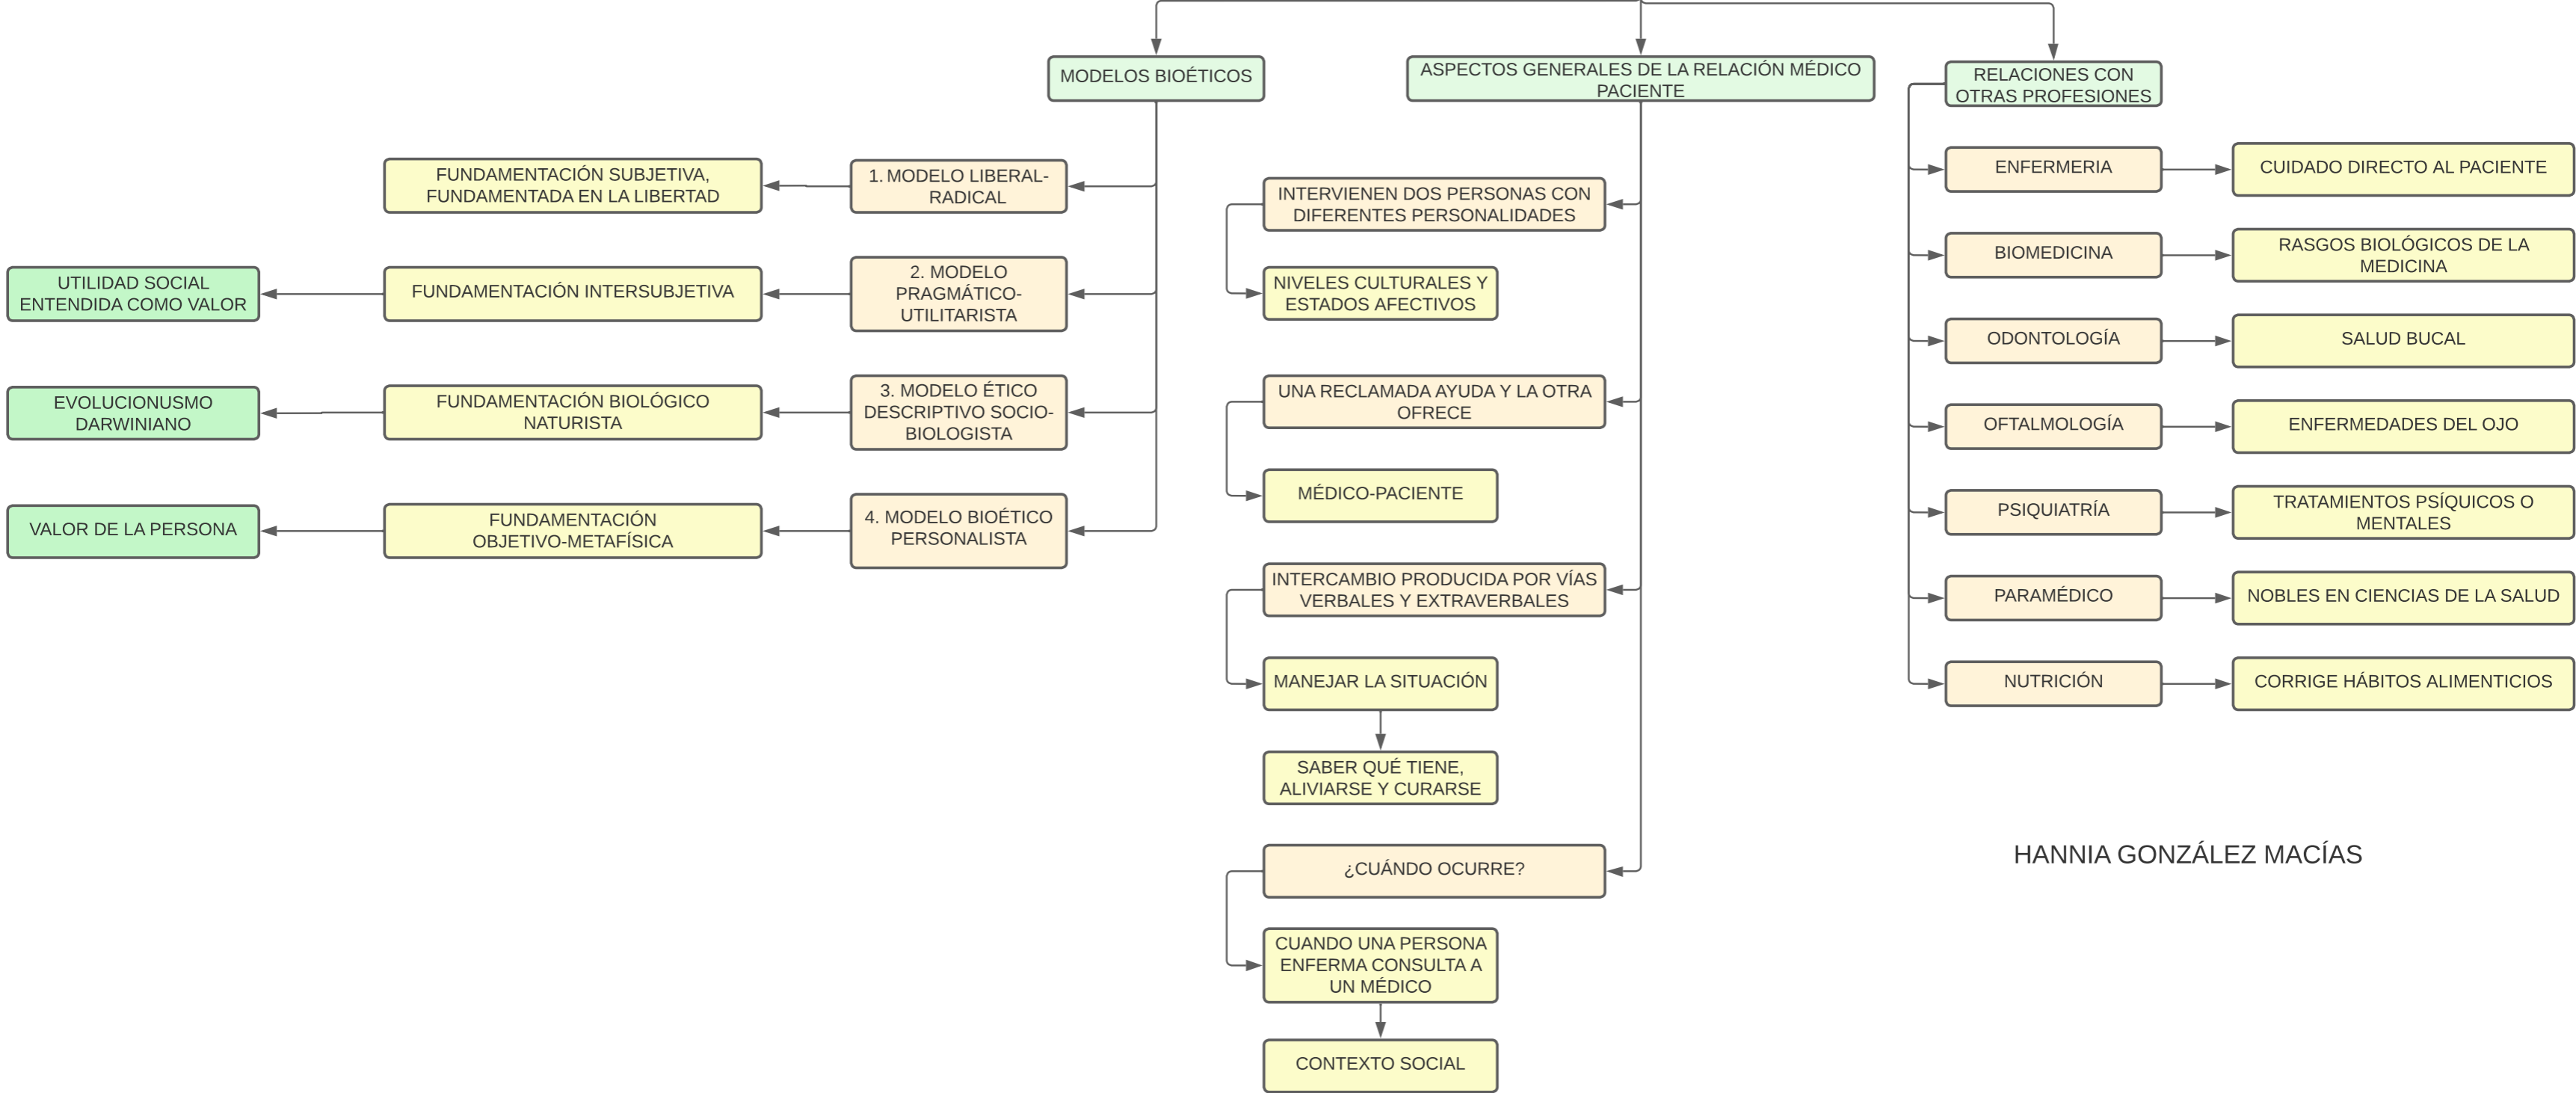 MODELOS BIOÉTICOS
1. MODELO LIBERAL-
RADICAL
FUNDAMENTACIÓN SUBJETIVA,
FUNDAMENTADA EN LA LIBERTAD
2. MODELO
PRAGMÁTICO-
UTILITARISTA
FUNDAMENTACIÓN INTERSUBJETIVA
UTILIDAD SOCIAL
ENTENDIDA COMO VALOR
3. MODELO ÉTICO
DESCRIPTIVO SOCIO-
BIOLOGISTA
FUNDAMENTACIÓN BIOLÓGICO
NATURISTA
EVOLUCIONUSMO
DARWINIANO
4. MODELO BIOÉTICO
PERSONALISTA
FUNDAMENTACIÓN
OBJETIVO-METAFÍSICA
VALOR DE LA PERSONA
ASPECTOS GENERALES DE LA RELACIÓN MÉDICO
PACIENTE
INTERVIENEN DOS PERSONAS CON
DIFERENTES PERSONALIDADES
NIVELES CULTURALES Y
ESTADOS AFECTIVOS
UNA RECLAMADA AYUDA Y LA OTRA
OFRECE
MÉDICO-PACIENTE
INTERCAMBIO PRODUCIDA POR VÍAS
VERBALES Y EXTRAVERBALES
MANEJAR LA SITUACIÓN
SABER QUÉ TIENE,
ALIVIARSE Y CURARSE
¿CUÁNDO OCURRE?
CUANDO UNA PERSONA
ENFERMA CONSULTA A
UN MÉDICO
CONTEXTO SOCIAL
RELACIONES CON
OTRAS PROFESIONES
ENFERMERIA
CUIDADO DIRECTO AL PACIENTE
BIOMEDICINA
RASGOS BIOLÓGICOS DE LA
MEDICINA
ODONTOLOGÍA
SALUD BUCAL
OFTALMOLOGÍA
ENFERMEDADES DEL OJO
PSIQUIATRÍA
TRATAMIENTOS PSÍQUICOS O
MENTALES
PARAMÉDICO
NOBLES EN CIENCIAS DE LA SALUD
NUTRICIÓN
CORRIGE HÁBITOS ALIMENTICIOS
HANNIA GONZÁLEZ MACÍAS